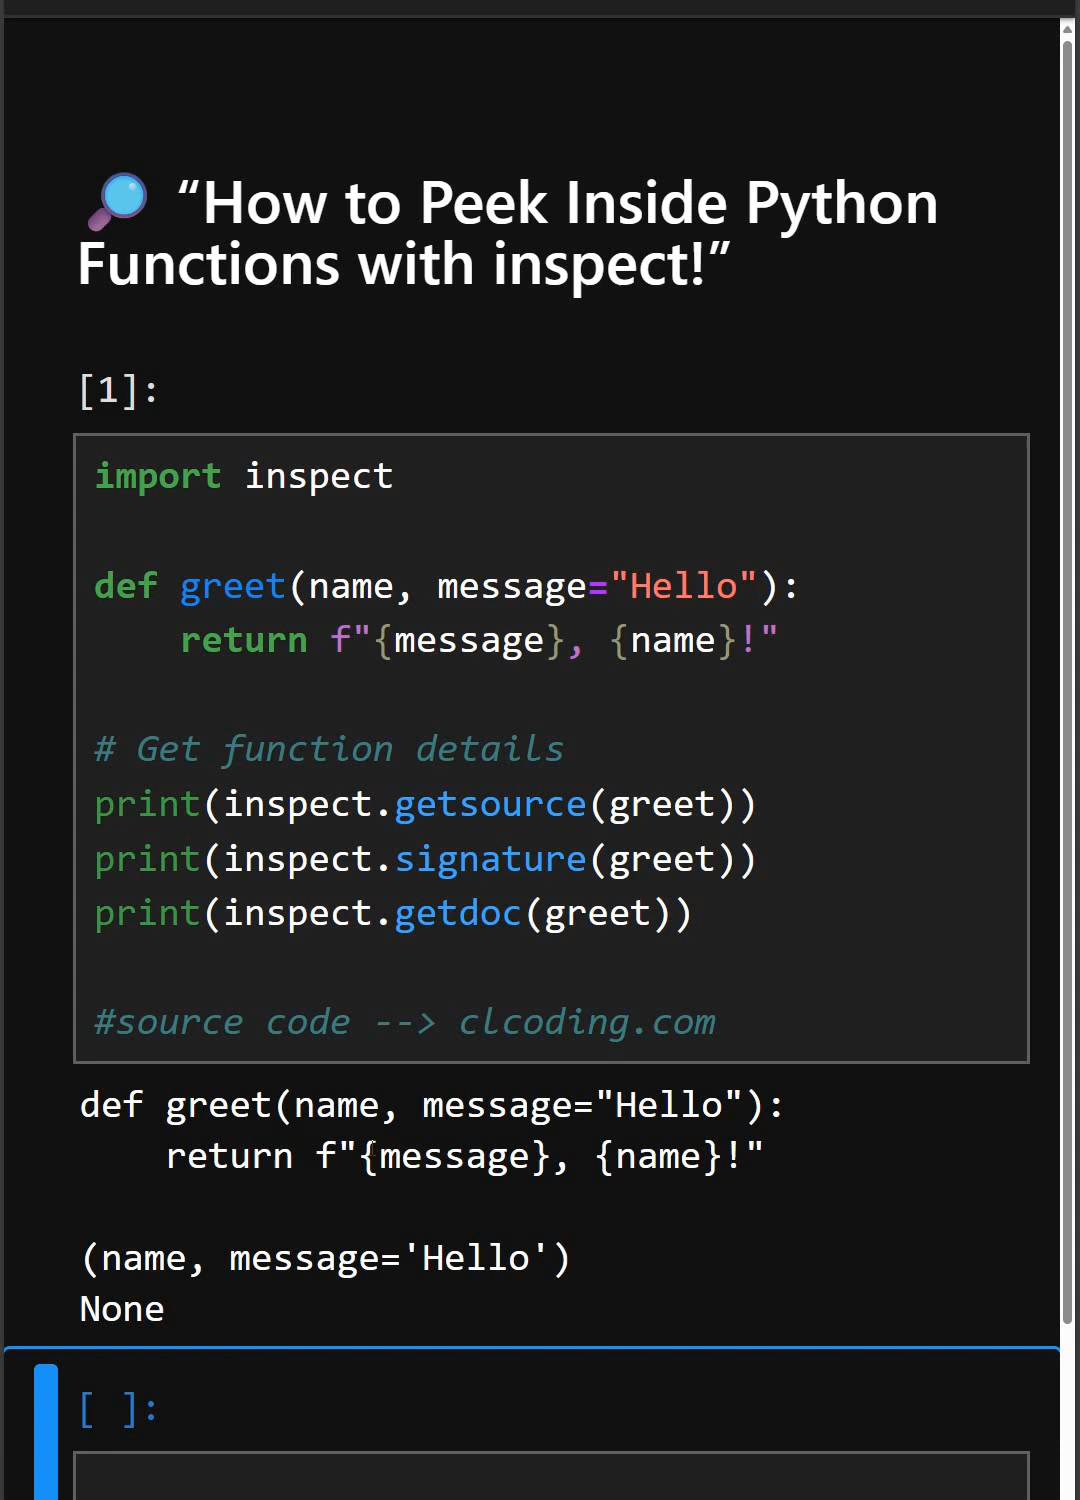 🔎 “How to Peek Inside Python
Functions with inspect!”
[1]:
import inspect
def greet(name, message="Hello"):
    return f"{message}, {name}!"
# Get function details
print(inspect.getsource(greet))
print(inspect.signature(greet))
print(inspect.getdoc(greet))
#source code --> clcoding.com
def greet(name, message="Hello"):
    return f"{message}, {name}!"
(name, message='Hello')
None
[ ]: